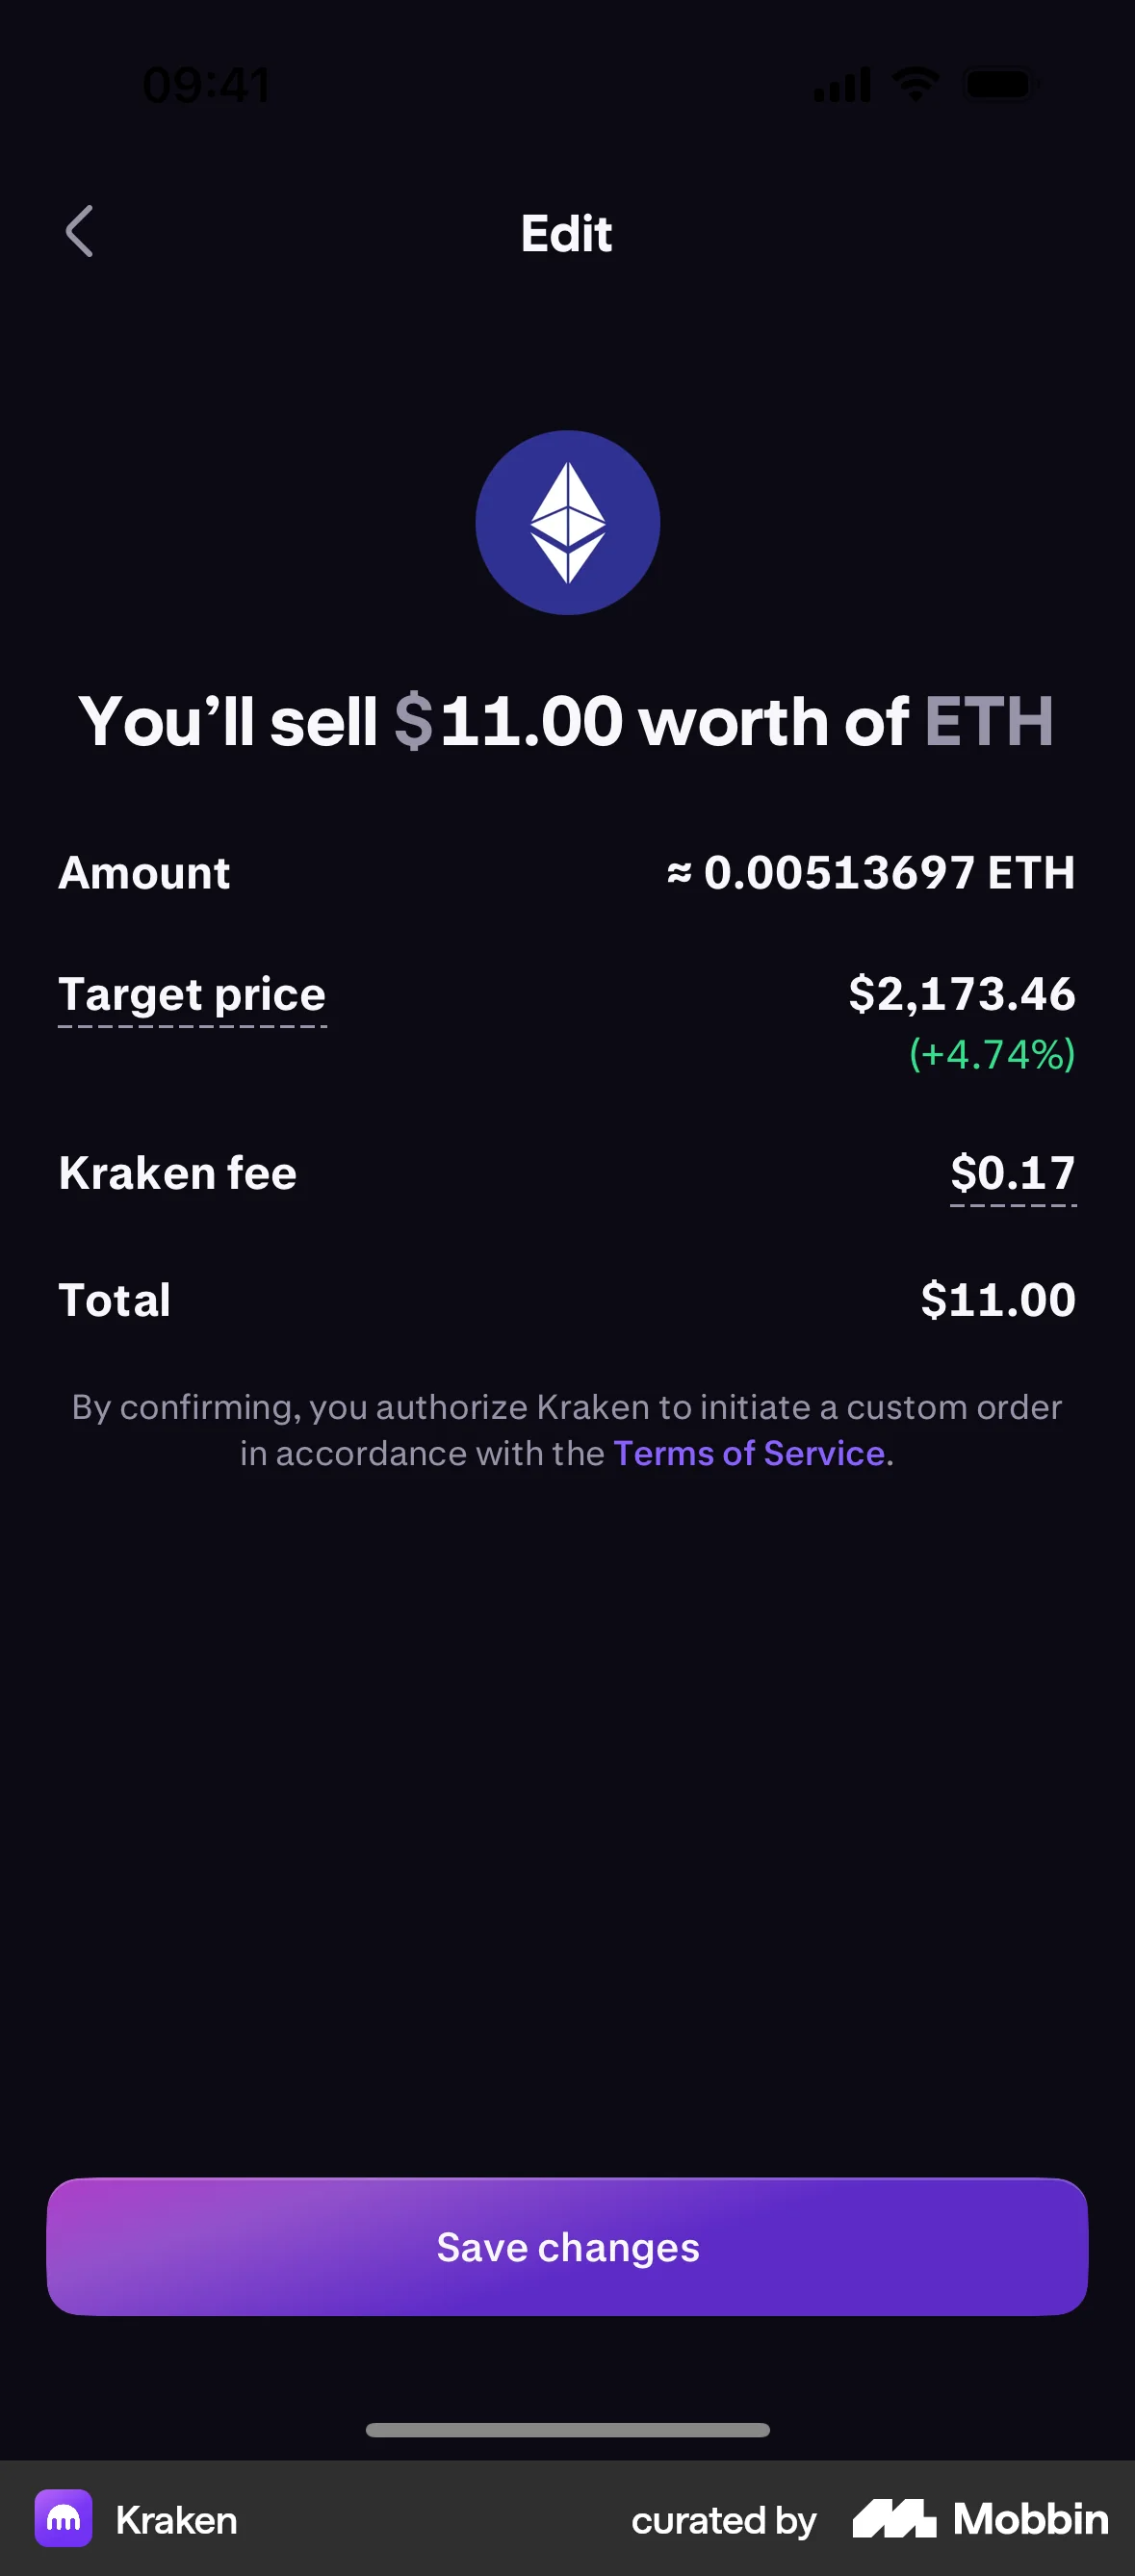 09:41
Edit
You’ll sell $11.00 worth of ETH
Amount ≈ 0.00513697 ETH
Target price $2,173.46
(+4.74%)
Kraken fee $0.17
Total $11.00
By confirming, you authorize Kraken to initiate a custom order
in accordance with the Terms of Service.
Save changes
Kraken curated by Mobbin